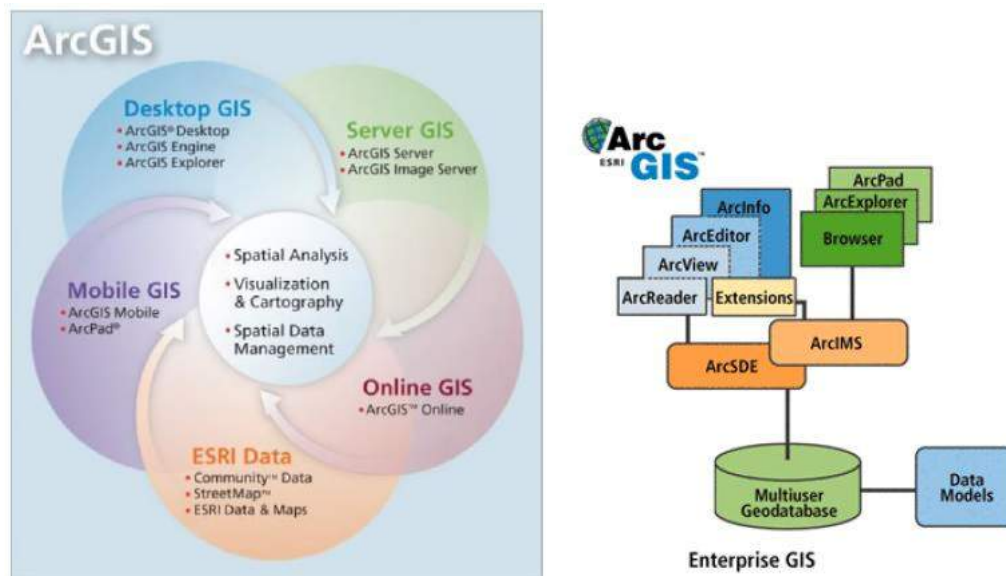 ArcGIS
Desktop GIS
• ArcGIS® Desktop
• ArcGIS Engine
• ArcGIS Explorer
Server GIS
• ArcGIS Server
• ArcGIS Image Server
Mobile GIS
• ArcGIS Mobile
• ArcPad®
• Spatial Analysis
• Visualization
& Cartography
• Spatial Data
Management
Online GIS
• ArcGIS™ Online
ESRI Data
• Community™ Data
• StreetMap™
• ESRI Data & Maps
Arc
ESRI GIS™
ArcInfo
ArcEditor
ArcView
ArcReader
Extensions
ArcPad
ArcExplorer
Browser
ArcIMS
ArcSDE
Multiuser
Geodatabase
Data
Models
Enterprise GIS